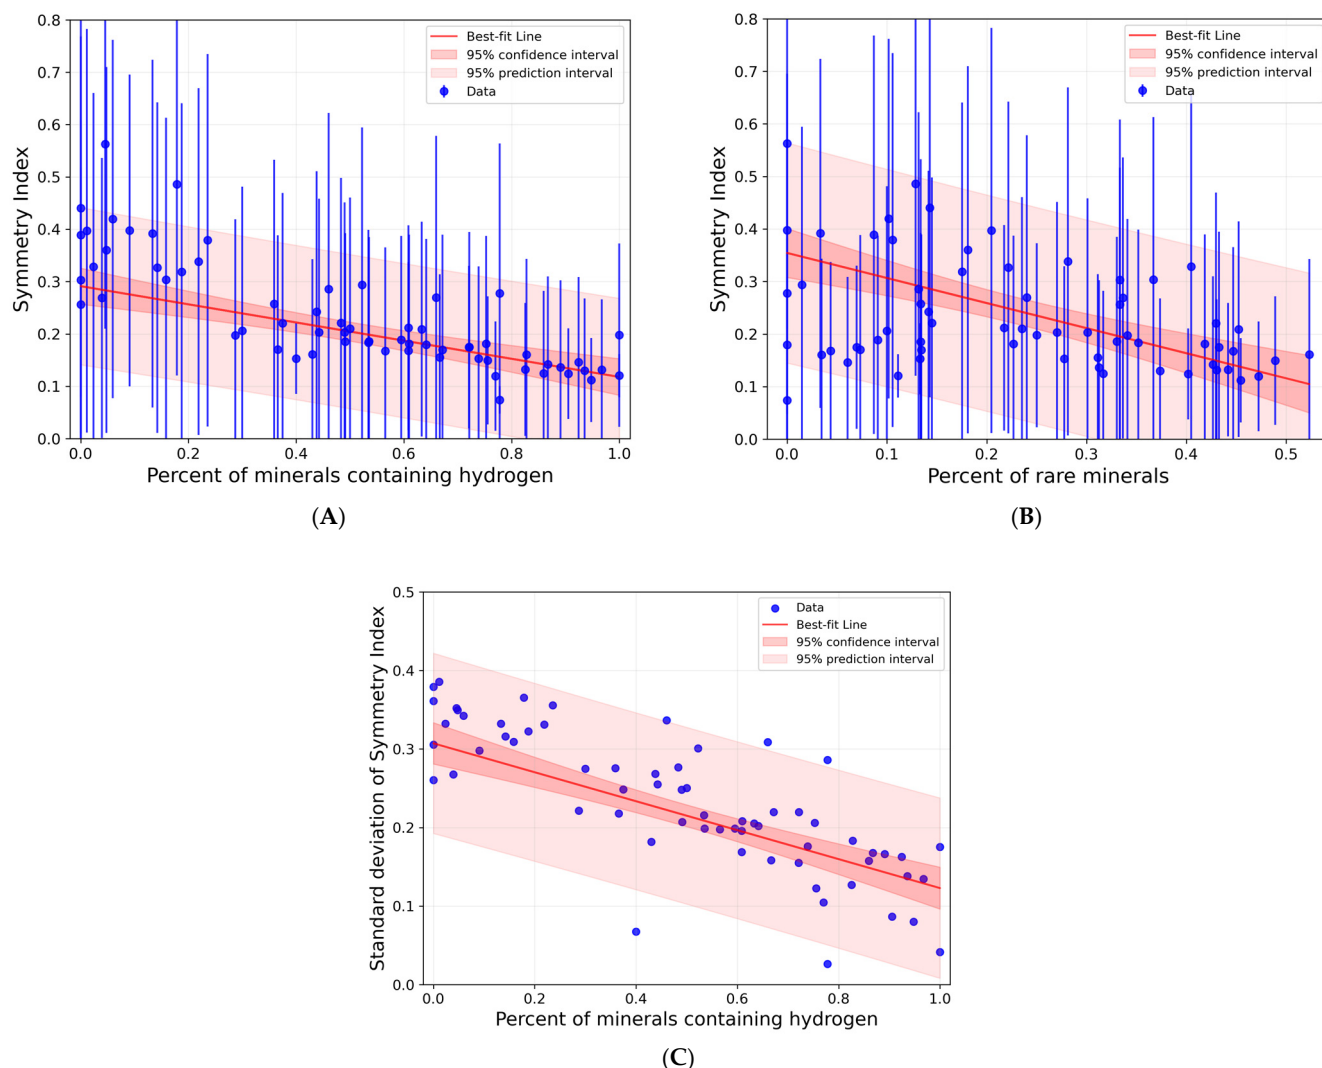 0.8
0.7
0.6
0.5
0.4
0.3
0.2
0.1
0.0
Symmetry Index
Best-fit Line
95% confidence interval
95% prediction interval
Data
0.0 0.2 0.4 0.6 0.8 1.0
Percent of minerals containing hydrogen
(A)
0.8
0.7
0.6
0.5
0.4
0.3
0.2
0.1
0.0
Symmetry Index
Best-fit Line
95% confidence interval
95% prediction interval
Data
0.0 0.1 0.2 0.3 0.4 0.5
Percent of rare minerals
(B)
0.5
0.4
0.3
0.2
0.1
0.0
Standard deviation of Symmetry Index
Data
Best-fit Line
95% confidence interval
95% prediction interval
0.0 0.2 0.4 0.6 0.8 1.0
Percent of minerals containing hydrogen
(C)